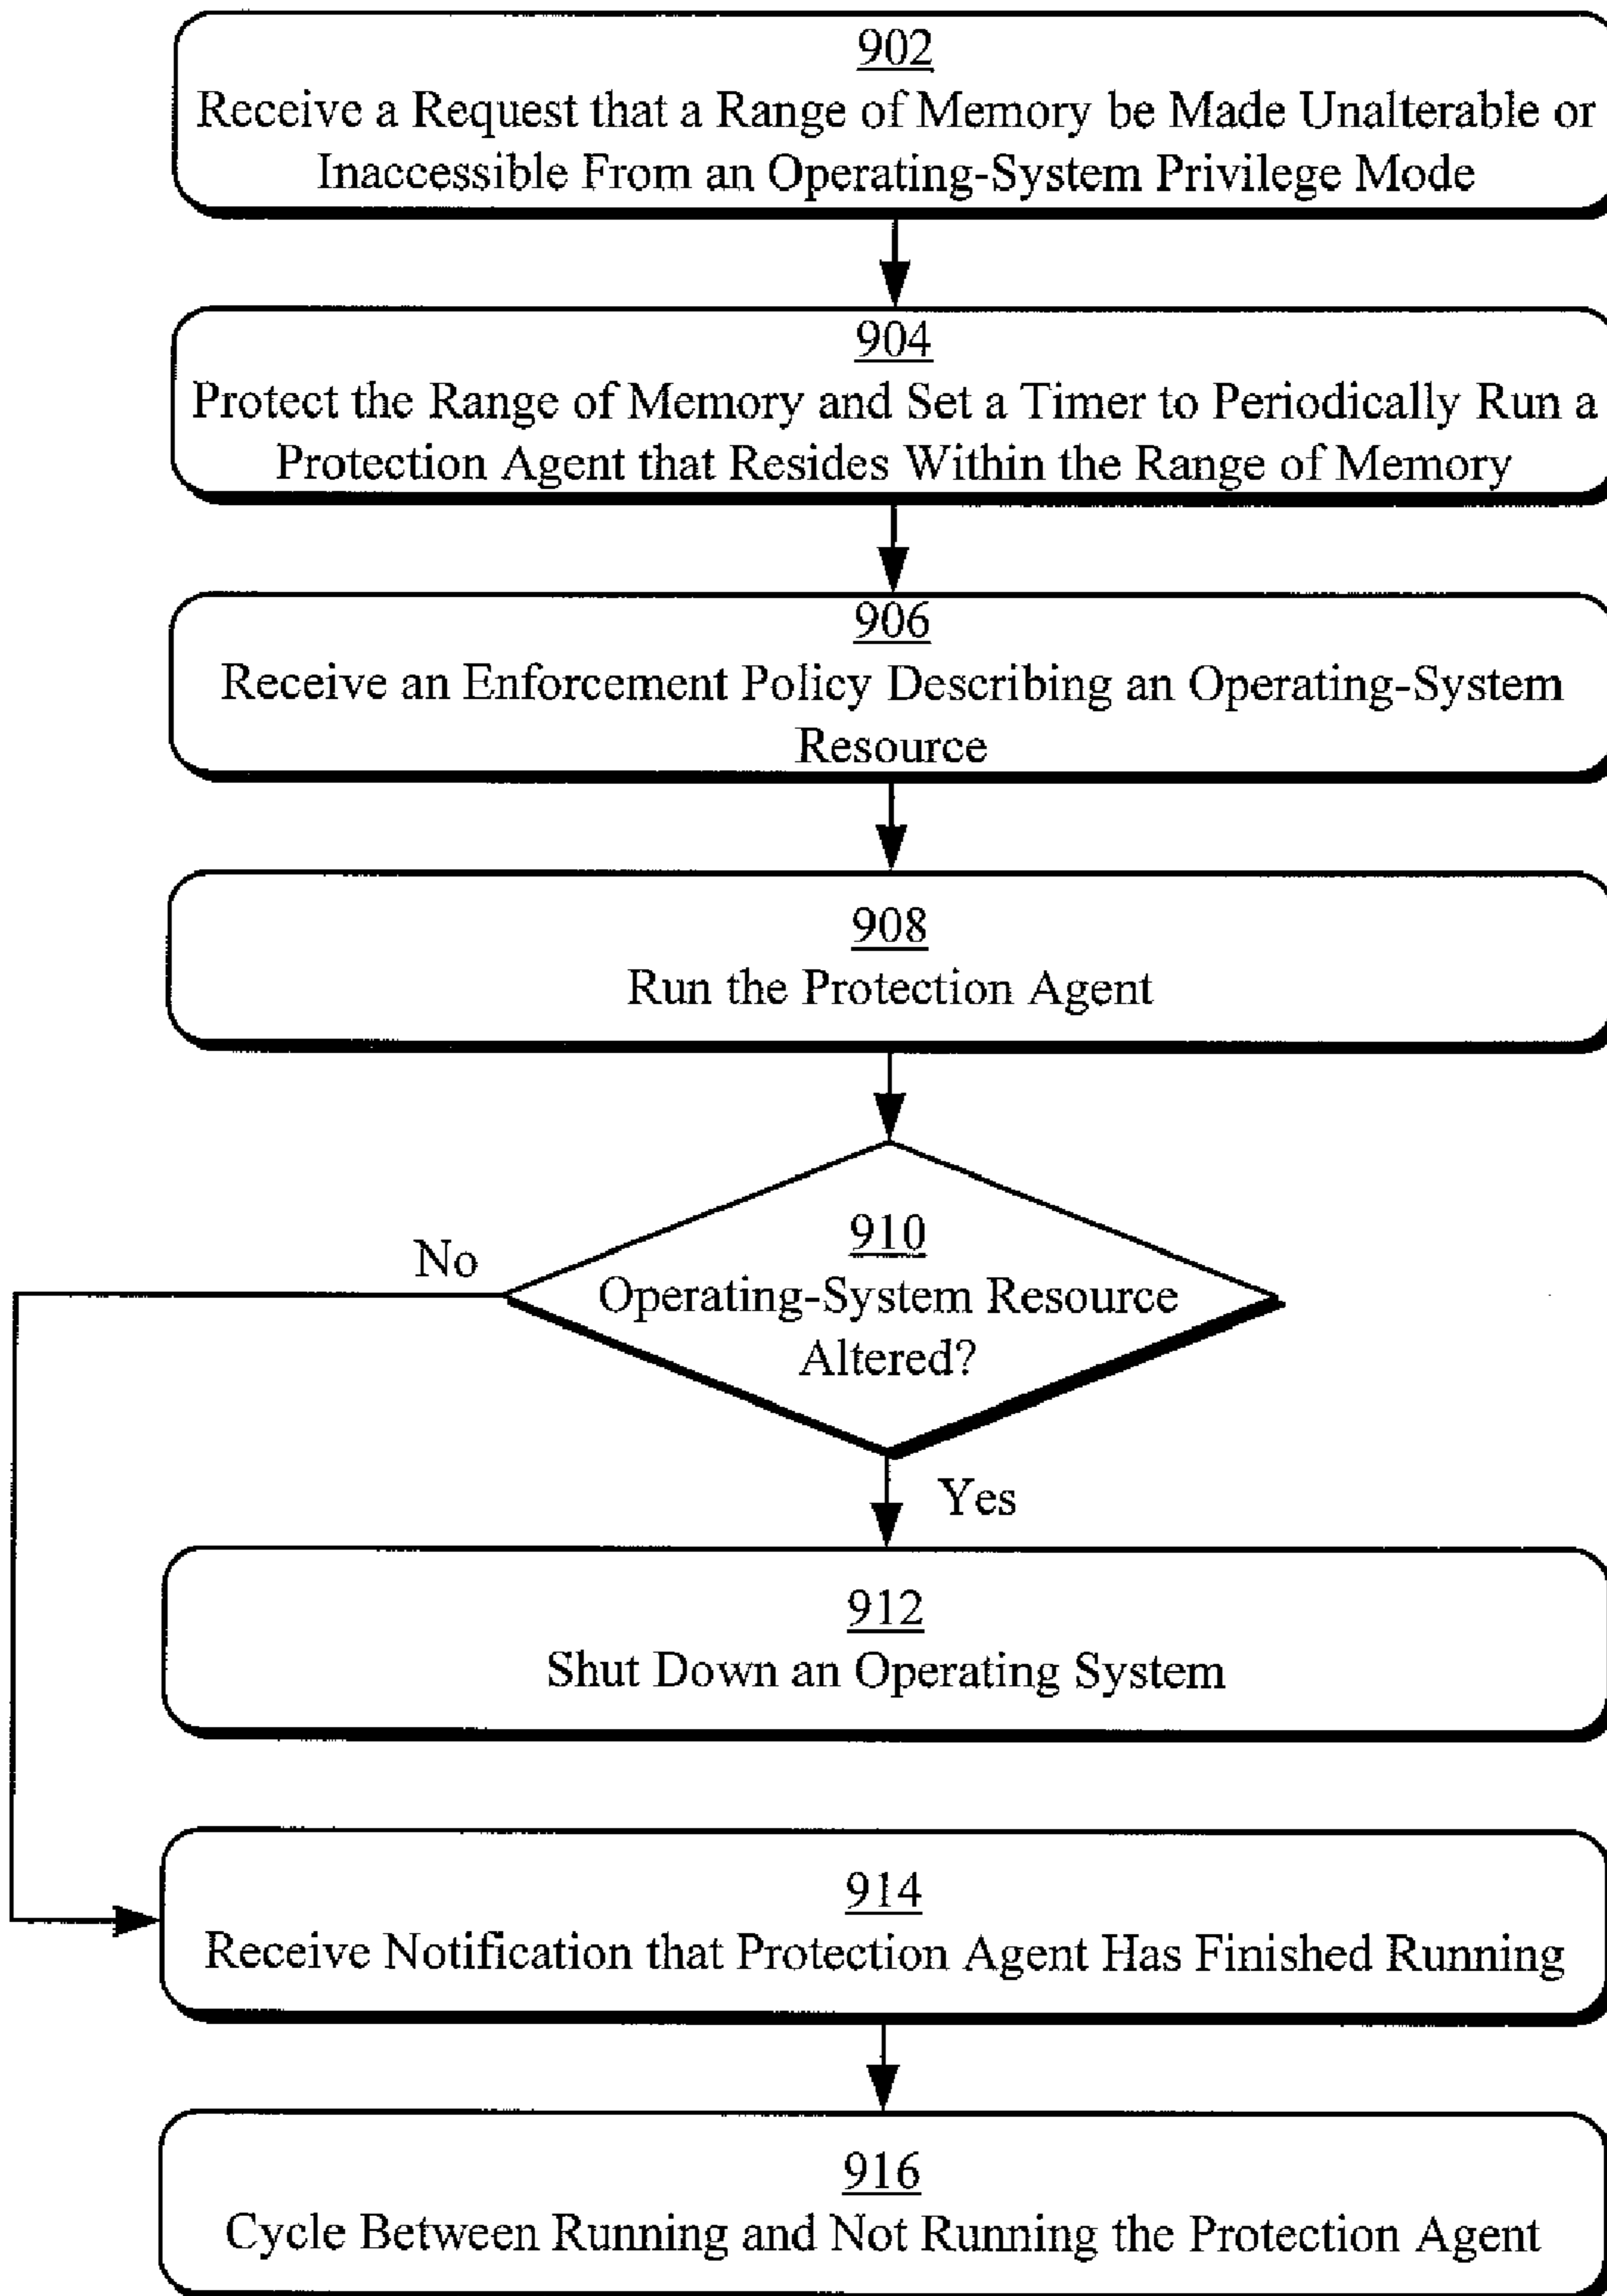 902
Receive a Request that a Range of Memory be Made Unalterable or
Inaccessible From an Operating-System Privilege Mode
904
Protect the Range of Memory and Set a Timer to Periodically Run a
Protection Agent that Resides Within the Range of Memory
906
Receive an Enforcement Policy Describing an Operating-System
Resource
908
Run the Protection Agent
910
Operating-System Resource
Altered?
No
Yes
912
Shut Down an Operating System
914
Receive Notification that Protection Agent Has Finished Running
916
Cycle Between Running and Not Running the Protection Agent